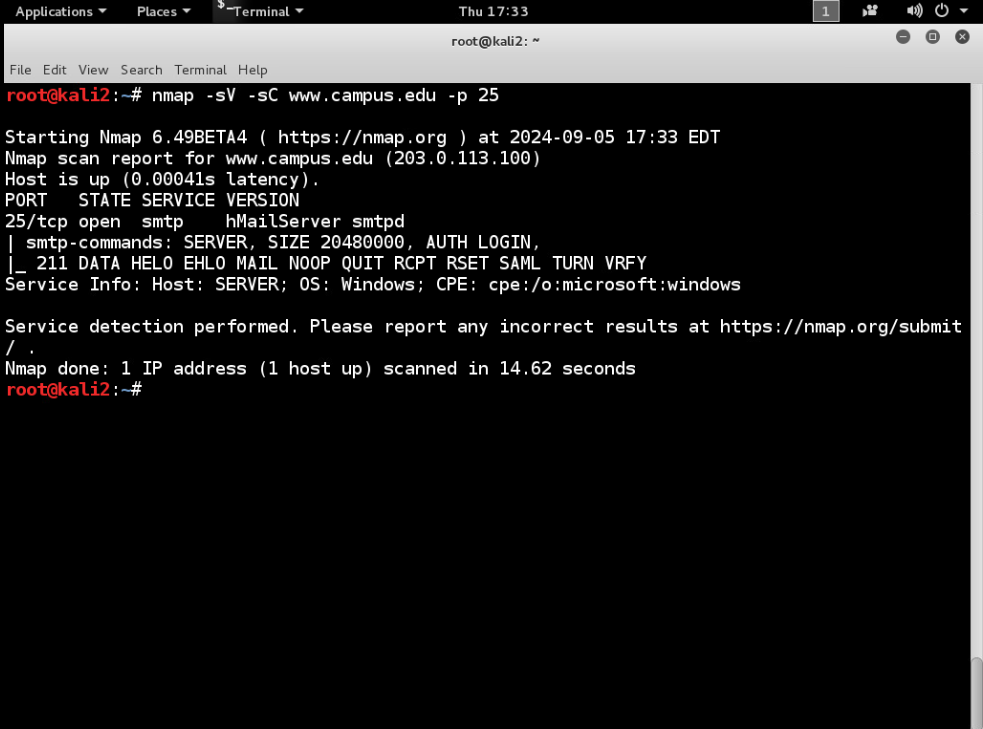 Applications Places $_Terminal Thu 17:33 1
root@kali2: ~
File Edit View Search Terminal Help
root@kali2:~# nmap -sV -sC www.campus.edu -p 25
Starting Nmap 6.49BETA4 ( https://nmap.org ) at 2024-09-05 17:33 EDT
Nmap scan report for www.campus.edu (203.0.113.100)
Host is up (0.00041s latency).
PORT   STATE SERVICE VERSION
25/tcp open  smtp    hMailServer smtpd
| smtp-commands: SERVER, SIZE 20480000, AUTH LOGIN,
|_ 211 DATA HELO EHLO MAIL NOOP QUIT RCPT RSET SAML TURN VRFY
Service Info: Host: SERVER; OS: Windows; CPE: cpe:/o:microsoft:windows
Service detection performed. Please report any incorrect results at https://nmap.org/submit
/ .
Nmap done: 1 IP address (1 host up) scanned in 14.62 seconds
root@kali2:~#